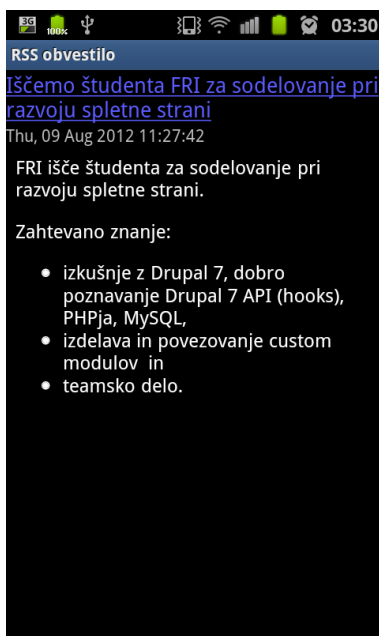 3G
100%
03:30
RSS obvestilo
Iščemo študenta FRI za sodelovanje pri
razvoju spletne strani
Thu, 09 Aug 2012 11:27:42
FRI išče študenta za sodelovanje pri
razvoju spletne strani.
Zahtevano znanje:
izkušnje z Drupal 7, dobro
poznavanje Drupal 7 API (hooks),
PHPja, MySQL,
izdelava in povezovanje custom
modulov in
teamsko delo.